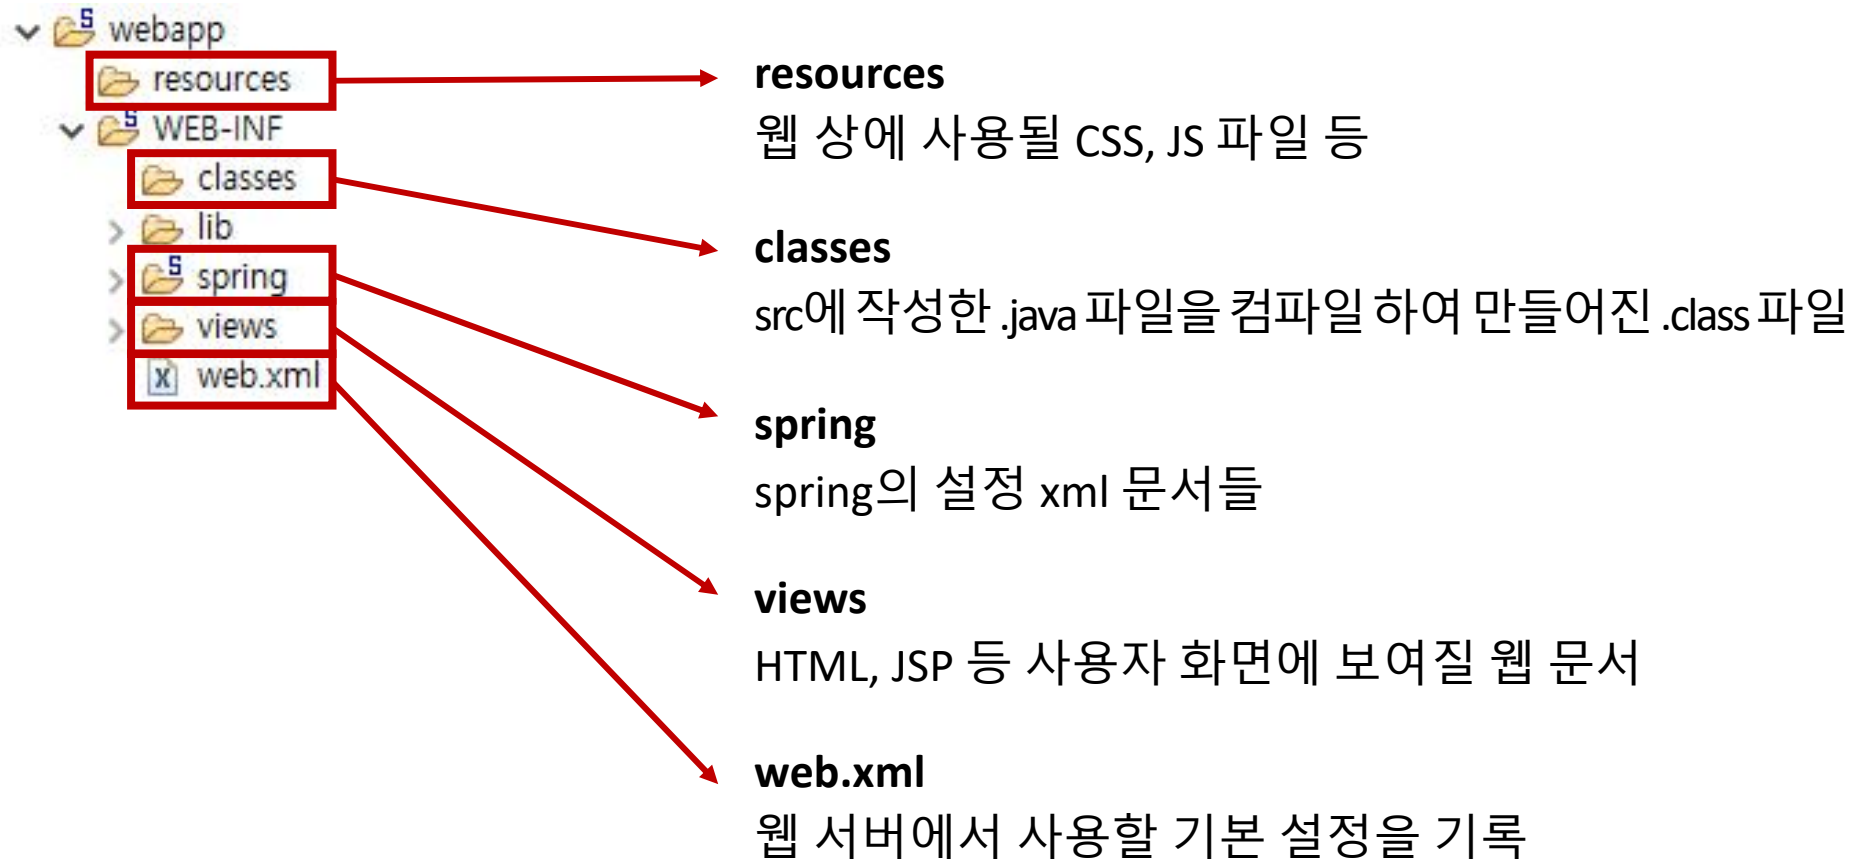 webapp
resources
WEB-INF
classes
lib
spring
views
web.xml
resources
웹 상에 사용될 CSS, JS 파일 등
classes
src에 작성한 .java 파일을 컴파일 하여 만들어진 .class 파일
spring
spring의 설정 xml 문서들
views
HTML, JSP 등 사용자 화면에 보여질 웹 문서
web.xml
웹 서버에서 사용할 기본 설정을 기록